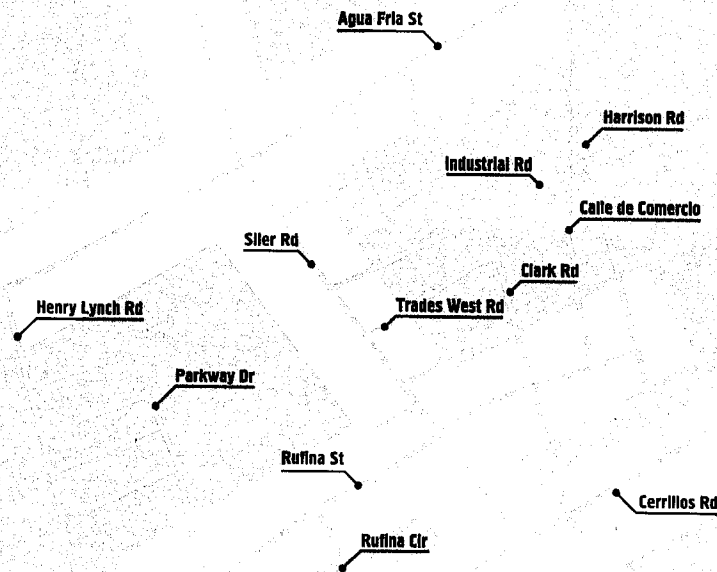 Agua Fria St
Harrison Rd
Industrial Rd
Calle de Comercio
Siler Rd
Clark Rd
Henry Lynch Rd
Trades West Rd
Parkway Dr
Rufina St
Cerrillos Rd
Rufina Cir